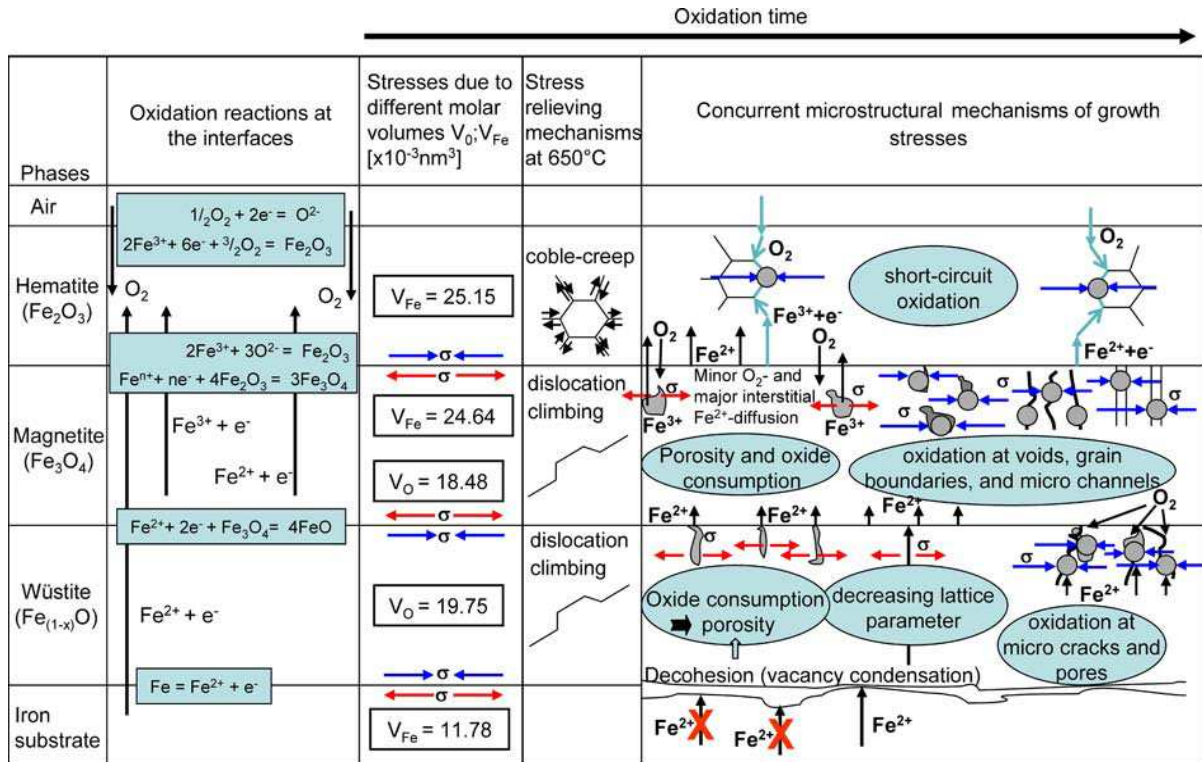 Oxidation time
Phases
Oxidation reactions at
the interfaces
Stresses due to
different molar
volumes V₀;V_Fe
[x10⁻³nm³]
Stress
relieving
mechanisms
at 650°C
Concurrent microstructural mechanisms of growth
stresses
Air
1/₂O₂ + 2e⁻ = O²⁻
2Fe³⁺+ 6e⁻ + ³/₂O₂ = Fe₂O₃
Hematite
(Fe₂O₃)
O₂
O₂
V_Fe = 25.15
coble-creep
O₂
short-circuit
oxidation
O₂
Fe³⁺+e⁻
Fe²⁺+e⁻
2Fe³⁺ + 3O²⁻ = Fe₂O₃
Feⁿ⁺ + ne⁻ + 4Fe₂O₃ = 3Fe₃O₄
σ
σ
O₂
Fe²⁺
O₂
Magnetite
(Fe₃O₄)
Fe³⁺ + e⁻
Fe²⁺ + e⁻
V_Fe = 24.64
V_O = 18.48
dislocation
climbing
σ
Fe³⁺
Minor O₂- and
major interstitial
Fe²⁺-diffusion
σ
Fe³⁺
σ
σ
Porosity and oxide
consumption
oxidation at voids, grain
boundaries, and micro channels
Fe²⁺ + 2e⁻ + Fe₃O₄ = 4FeO
σ
σ
Fe²⁺
Fe²⁺
Fe²⁺
O₂
Wüstite
(Fe₍₁₋ₓ₎O)
Fe²⁺ + e⁻
V_O = 19.75
dislocation
climbing
σ
σ
σ
Fe²⁺
Oxide consumption
porosity
decreasing lattice
parameter
oxidation at
micro cracks and
pores
Fe = Fe²⁺ + e⁻
σ
σ
Decohesion (vacancy condensation)
Iron
substrate
V_Fe = 11.78
Fe²⁺
X
Fe²⁺
X
Fe²⁺